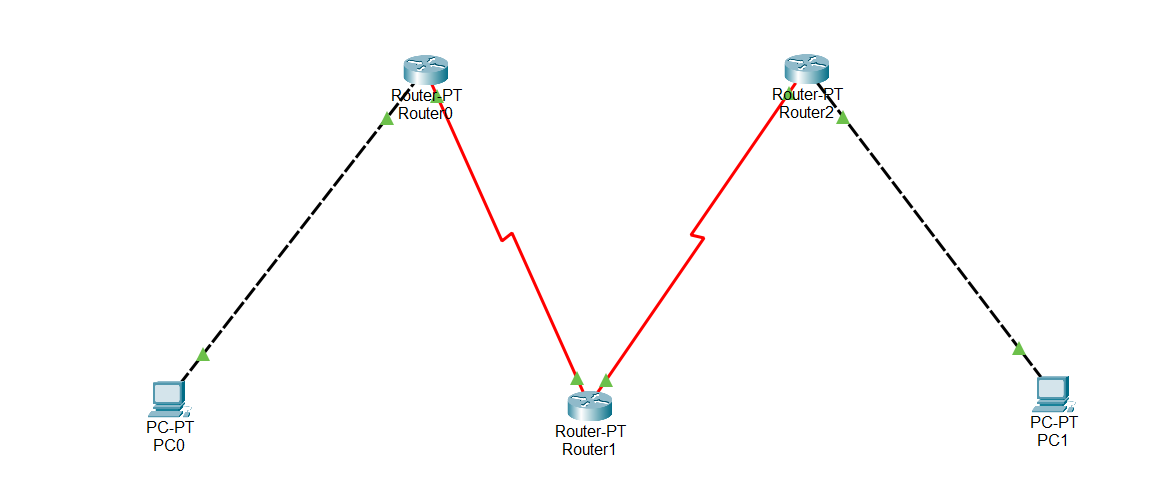 Router-PT
Router0
Router-PT
Router2
PC-PT
PC0
Router-PT
Router1
PC-PT
PC1